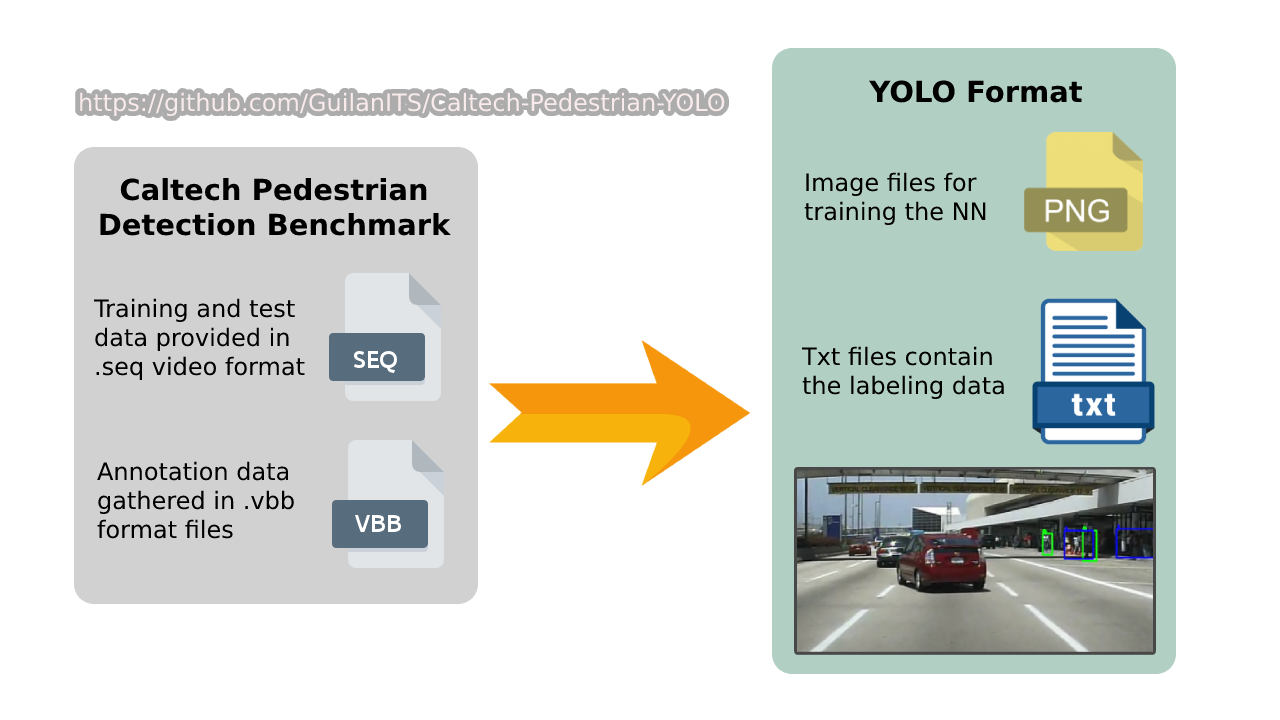 https://github.com/GuilanITS/Caltech-Pedestrian-YOLO
Caltech Pedestrian
Detection Benchmark
Training and test
data provided in
.seq video format
SEQ
Annotation data
gathered in .vbb
format files
VBB
YOLO Format
Image files for
training the NN
PNG
Txt files contain
the labeling data
txt